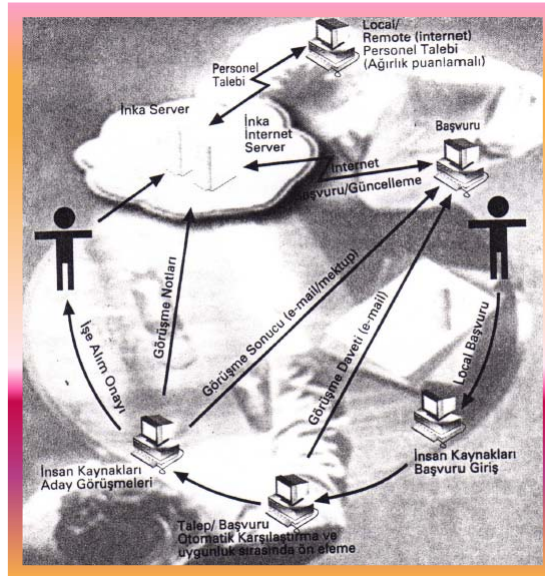 Local/
Remote (internet)
Personel Talebi
(Ağırlık puanlamalı)
Personel
Talebi
İnka Server
İnka
İnternet
Server
Başvuru
İnternet
Başvuru/Güncelleme
Görüşme Notları
Görüşme Sonucu (e-mail/mektup)
Görüşme Daveti (e-mail)
Local Başvuru
İşe Alım Onayı
İnsan Kaynakları
Aday Görüşmeleri
İnsan Kaynakları
Başvuru Giriş
Talep/ Başvuru
Otomatik Karşılaştırma ve
uygunluk sırasında ön eleme